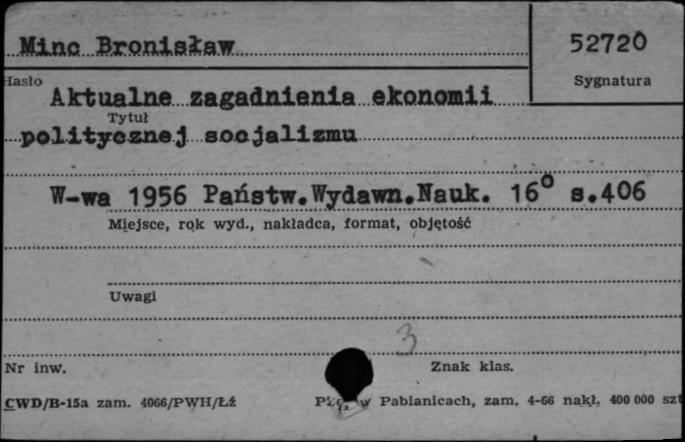 Minc Bronisław
52720
Hasło
Sygnatura
Aktualne zagadnienia ekonomii
Tytuł
politycznej socjalizmu
W-wa 1956 Państw.Wydawn.Nauk. 16° s.406
Miejsce, rok wyd., nakładca, format, objętość
Uwagi
3
Nr inw.
Znak klas.
CWD/B-15a zam. 4066/PWH/Łż
w Pabianicach, zam. 4-66 nakł. 400 000 szt